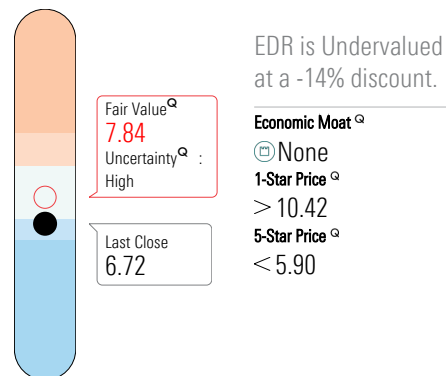 EDR is Undervalued
at a -14% discount.
Fair Value Q
7.84
Uncertainty Q :
High
Last Close
6.72
Economic Moat Q
None
1-Star Price Q
> 10.42
5-Star Price Q
< 5.90